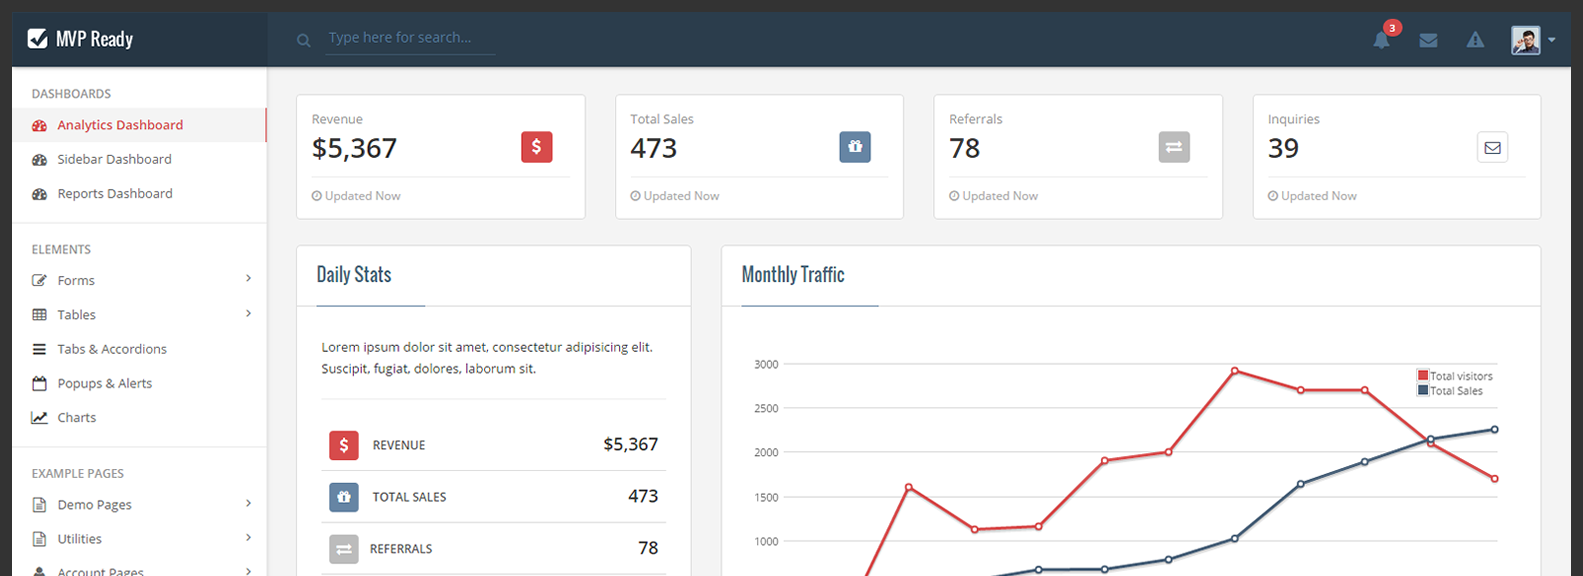 MVP Ready
Type here for search...
3
DASHBOARDS
Analytics Dashboard
Sidebar Dashboard
Reports Dashboard
ELEMENTS
Forms
Tables
Tabs & Accordions
Popups & Alerts
Charts
EXAMPLE PAGES
Demo Pages
Utilities
Account Pages
Revenue
$5,367
$
Updated Now
Total Sales
473
Updated Now
Referrals
78
Updated Now
Inquiries
39
Updated Now
Daily Stats
Lorem ipsum dolor sit amet, consectetur adipisicing elit.
Suscipit, fugiat, dolores, laborum sit.
$ REVENUE $5,367
TOTAL SALES 473
REFERRALS 78
Monthly Traffic
3000
2500
2000
1500
1000
Total visitors
Total Sales